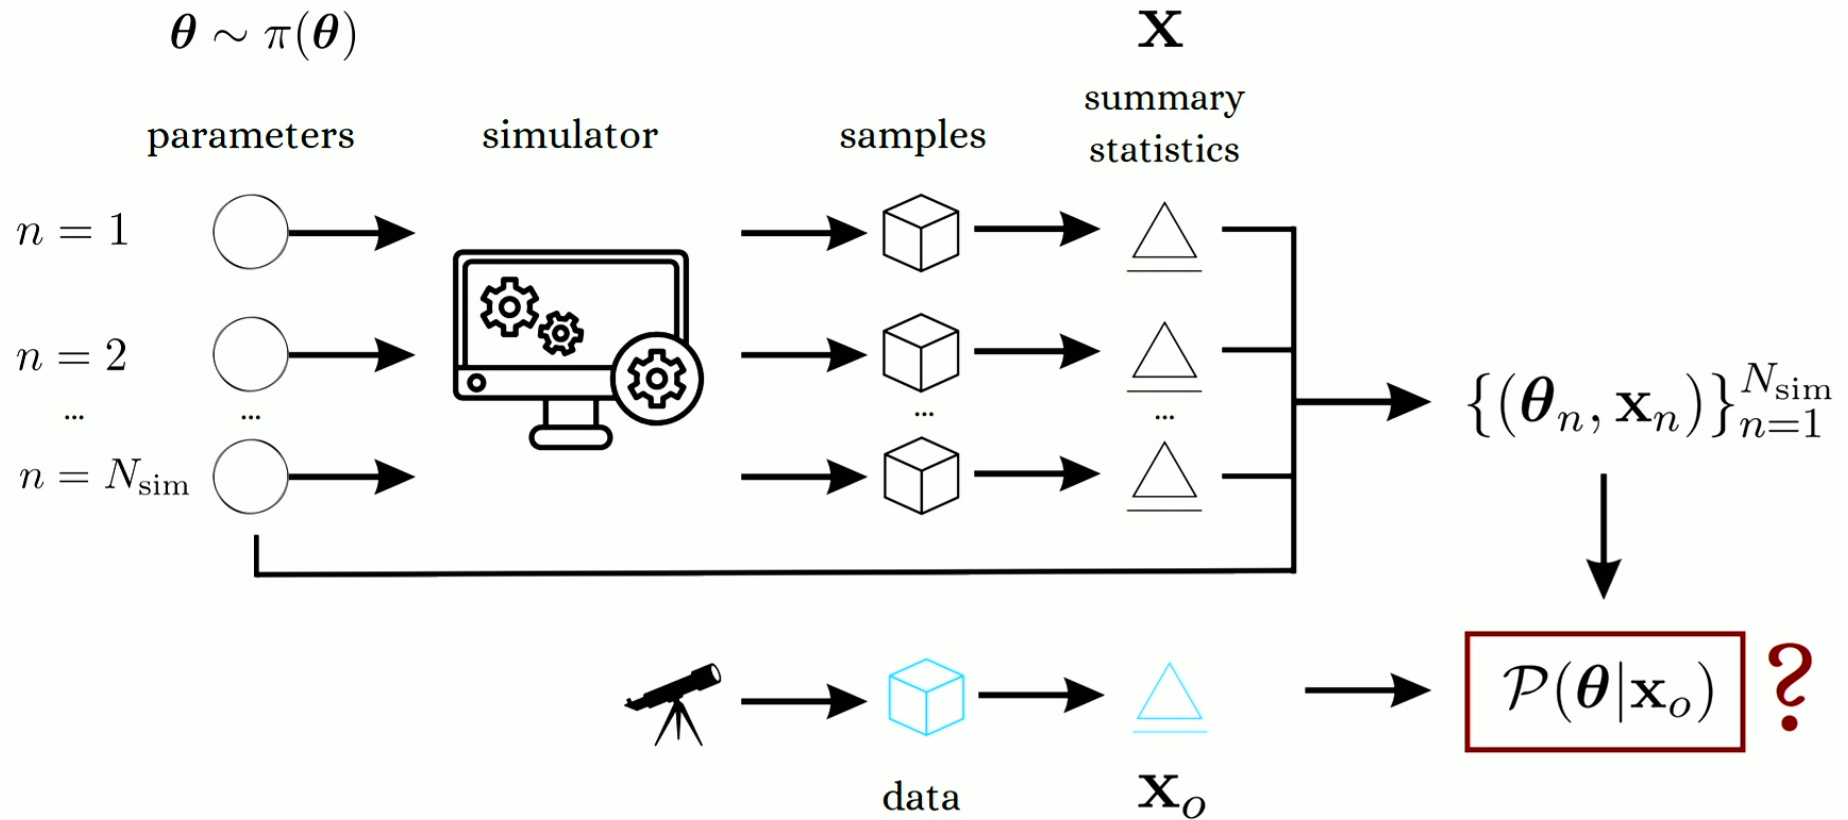 θ ∼ π(θ)
x
parameters
simulator
samples
summary
statistics
n = 1
n = 2
...
...
...
...
n = N_sim
{(θ_n, x_n)}_{n=1}^{N_sim}
P(θ|x_o)
?
data
x_o